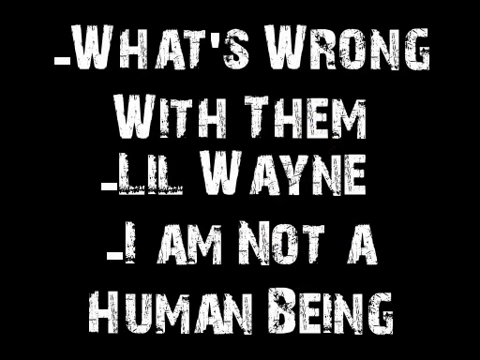 -What's Wrong
With Them
-Lil Wayne
-I am Not a
Human Being